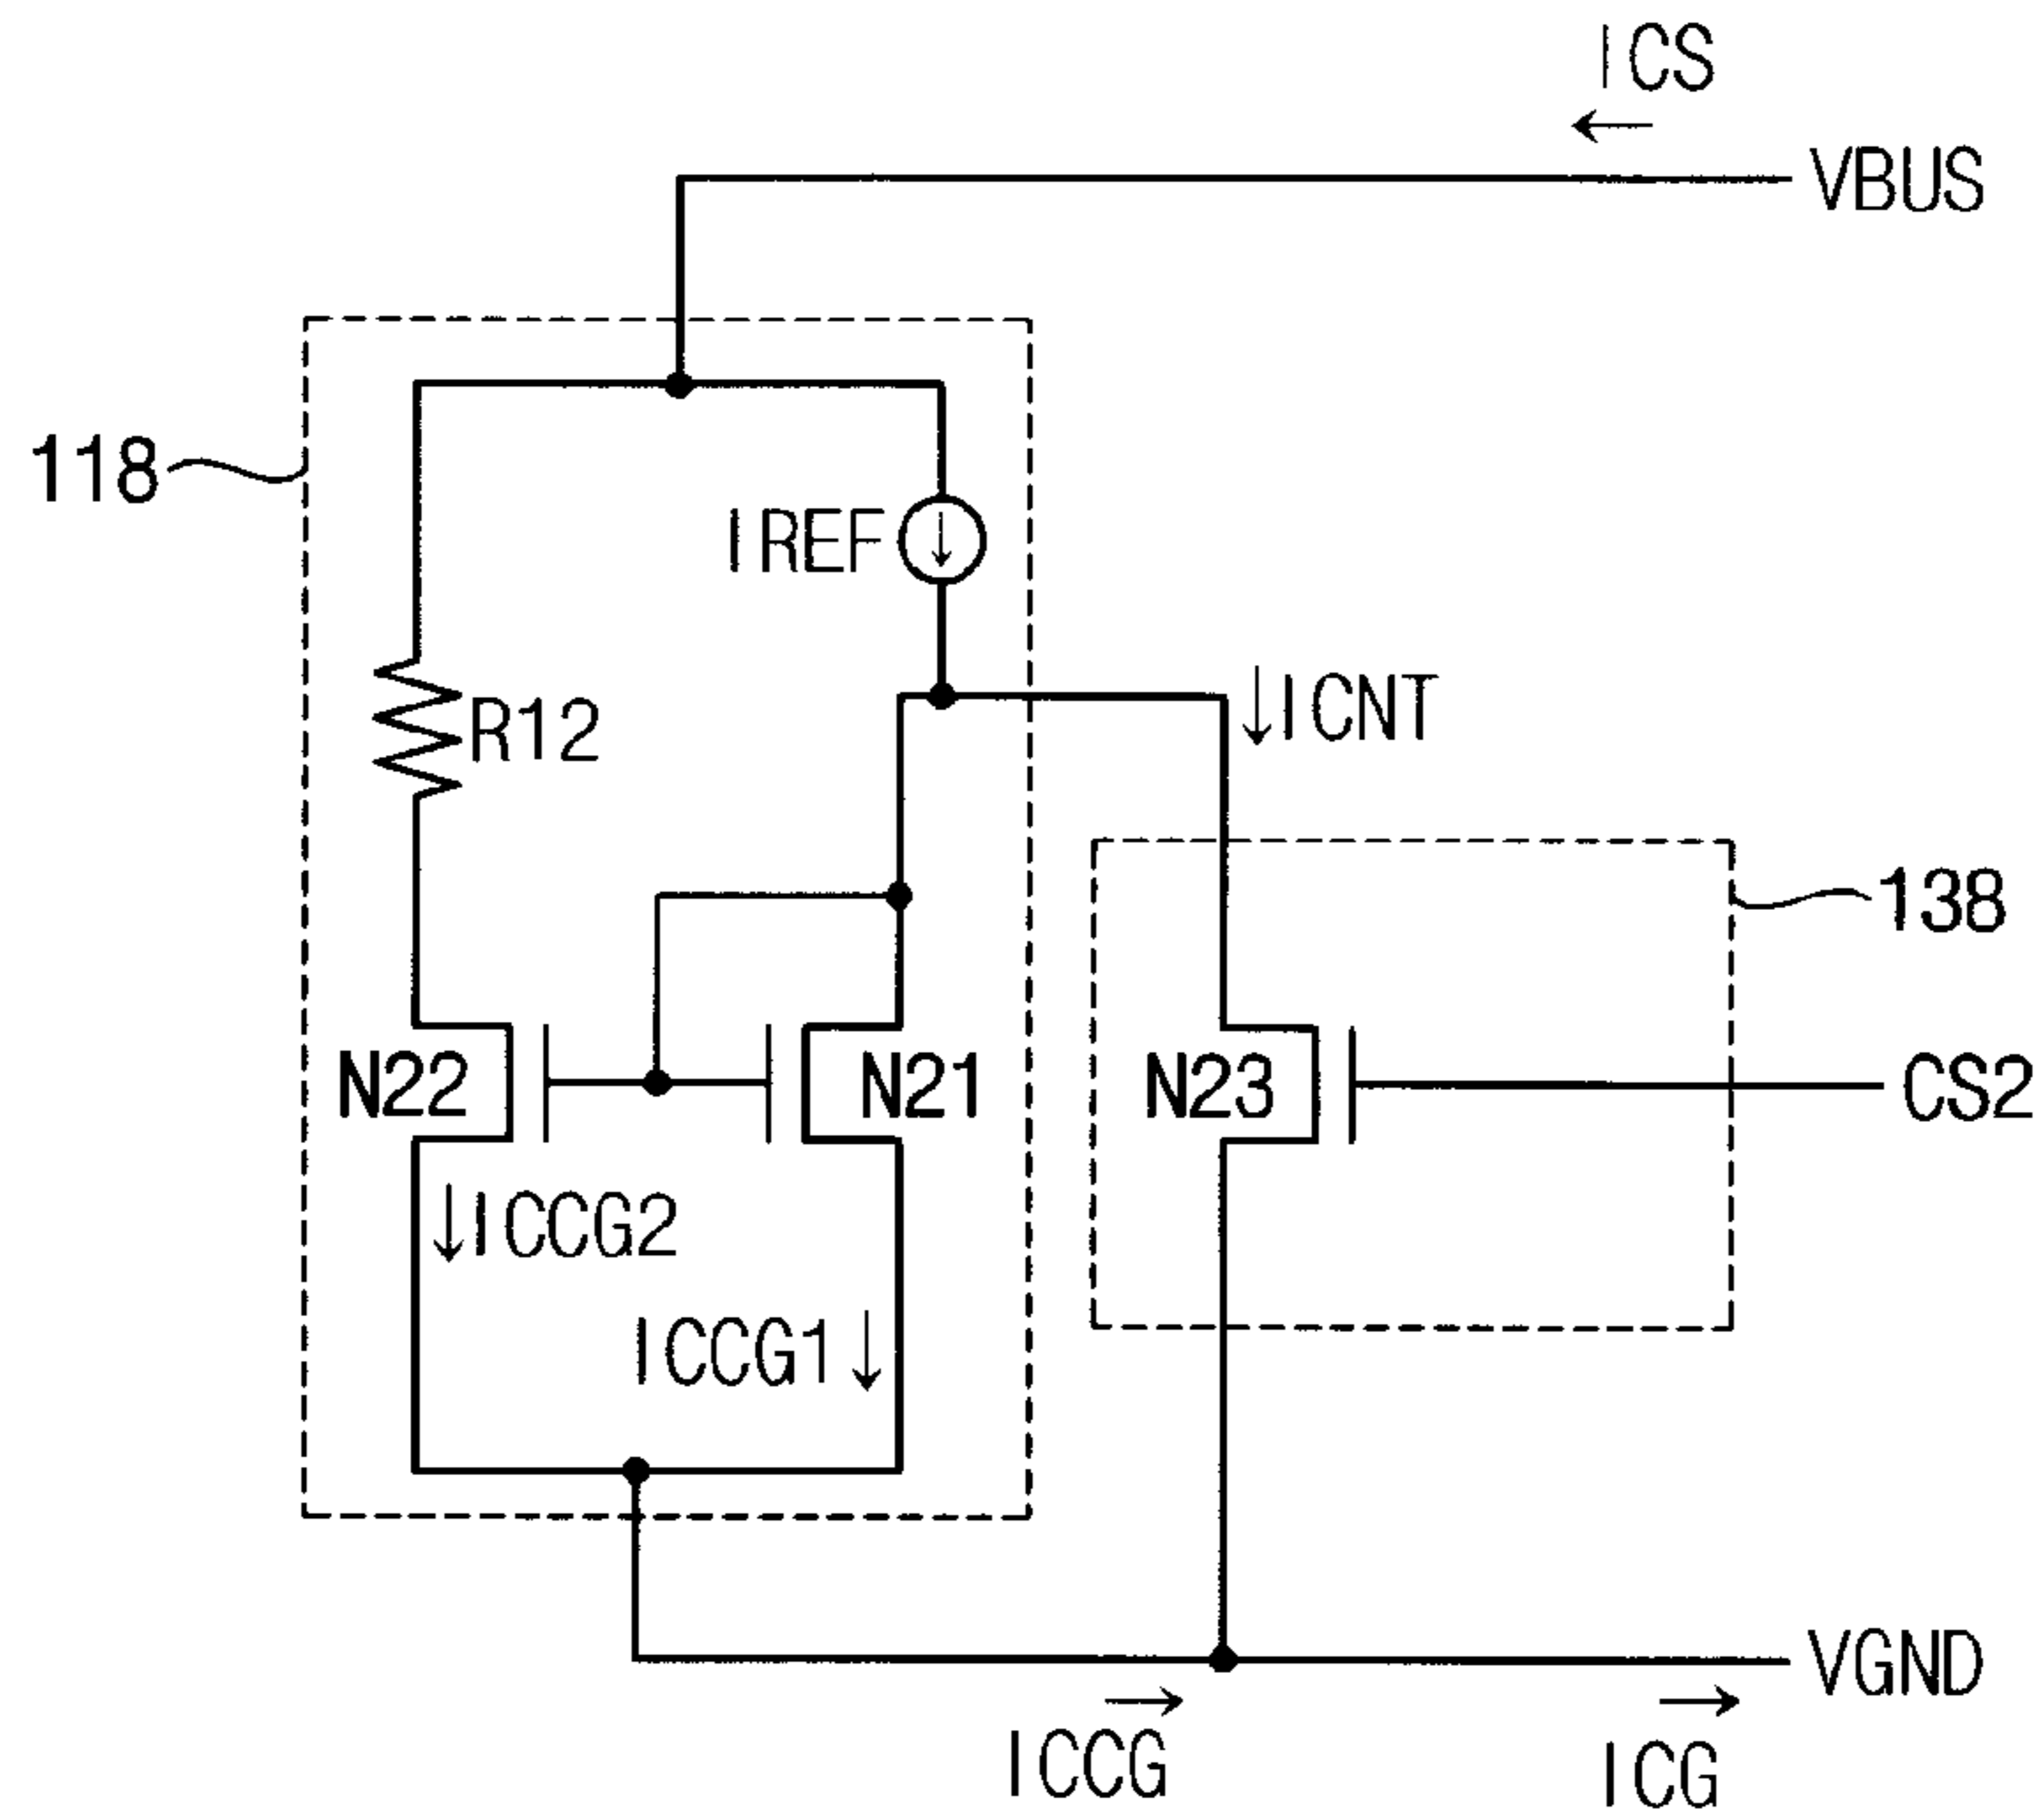 ICS
VBUS
118
IREF
R12
ICNT
138
N22
N21
N23
CS2
ICCG2
ICCG1
VGND
ICCG
ICG